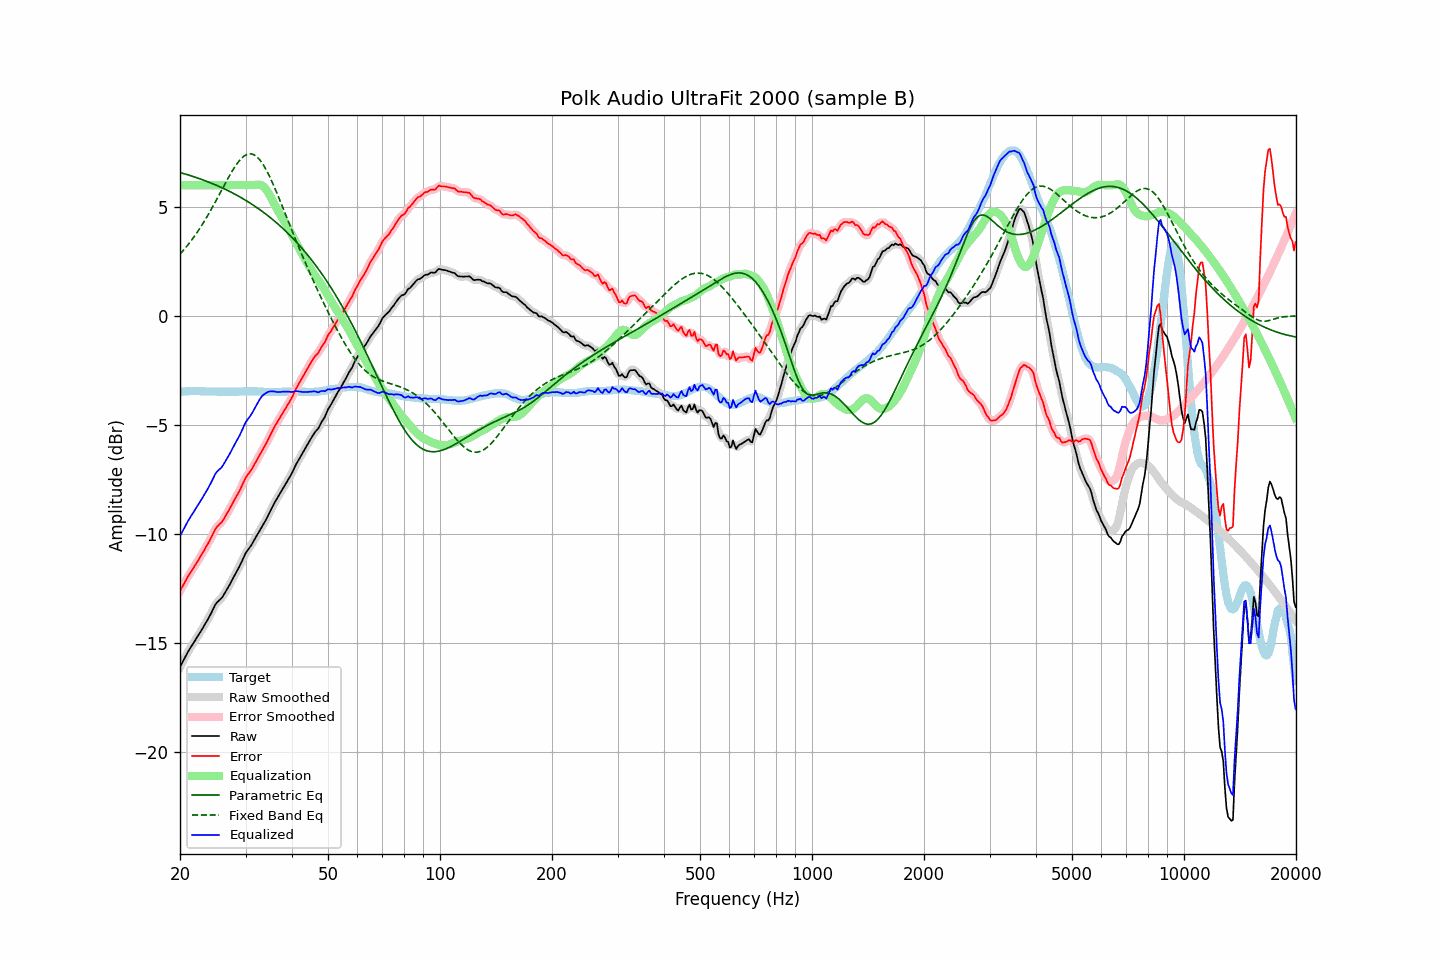 Polk Audio UltraFit 2000 (sample B)
Amplitude (dBr)
5
0
−5
−10
−15
−20
Target
Raw Smoothed
Error Smoothed
Raw
Error
Equalization
Parametric Eq
Fixed Band Eq
Equalized
20 50 100 200 500 1000 2000 5000 10000 20000
Frequency (Hz)